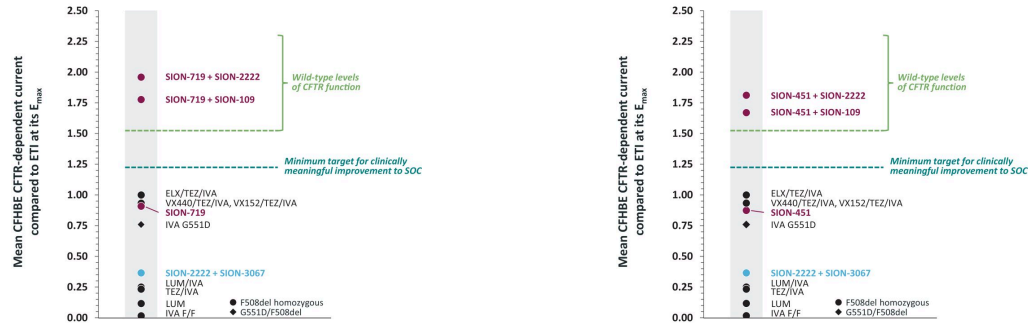 Mean CFHBE CFTR-dependent current
compared to ETI at its Emax
2.50
2.25
2.00
1.75
1.50
1.25
1.00
0.75
0.50
0.25
0.00
SION-719 + SION-2222
SION-719 + SION-109
Wild-type levels
of CFTR function
Minimum target for clinically
meaningful improvement to SOC
ELX/TEZ/IVA
VX440/TEZ/IVA, VX152/TEZ/IVA
SION-719
IVA G551D
SION-2222 + SION-3067
LUM/IVA
TEZ/IVA
LUM
IVA F/F
F508del homozygous
G551D/F508del
Mean CFHBE CFTR-dependent current
compared to ETI at its Emax
2.50
2.25
2.00
1.75
1.50
1.25
1.00
0.75
0.50
0.25
0.00
SION-451 + SION-2222
SION-451 + SION-109
Wild-type levels
of CFTR function
Minimum target for clinically
meaningful improvement to SOC
ELX/TEZ/IVA
VX440/TEZ/IVA, VX152/TEZ/IVA
SION-451
IVA G551D
SION-2222 + SION-3067
LUM/IVA
TEZ/IVA
LUM
IVA F/F
F508del homozygous
G551D/F508del